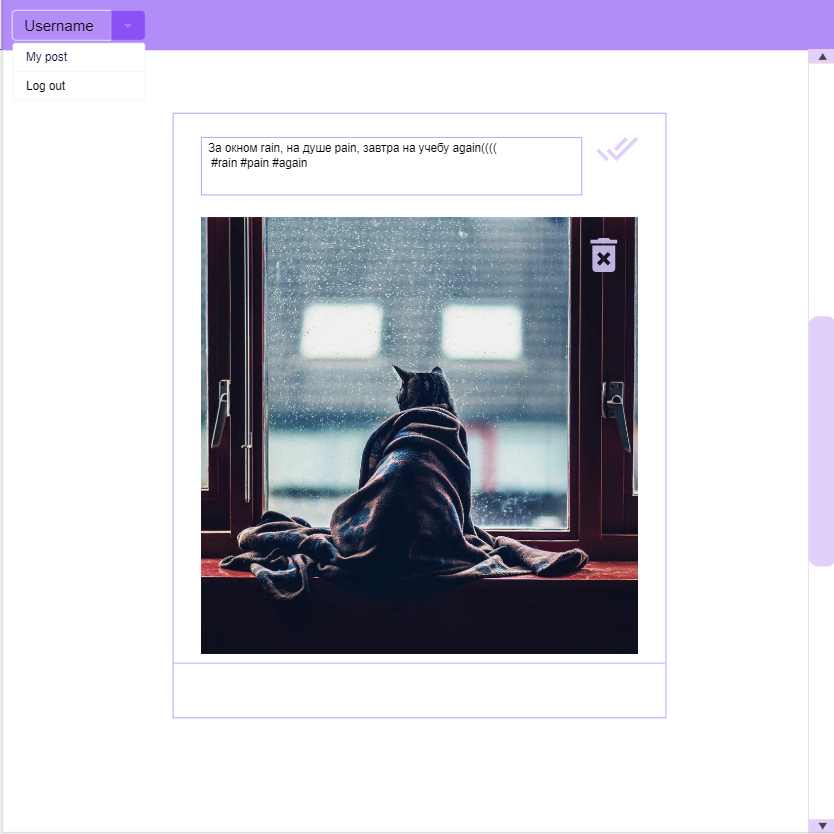 Username
My post
Log out
За окном rain, на душе pain, завтра на учебу again((((
#rain #pain #again